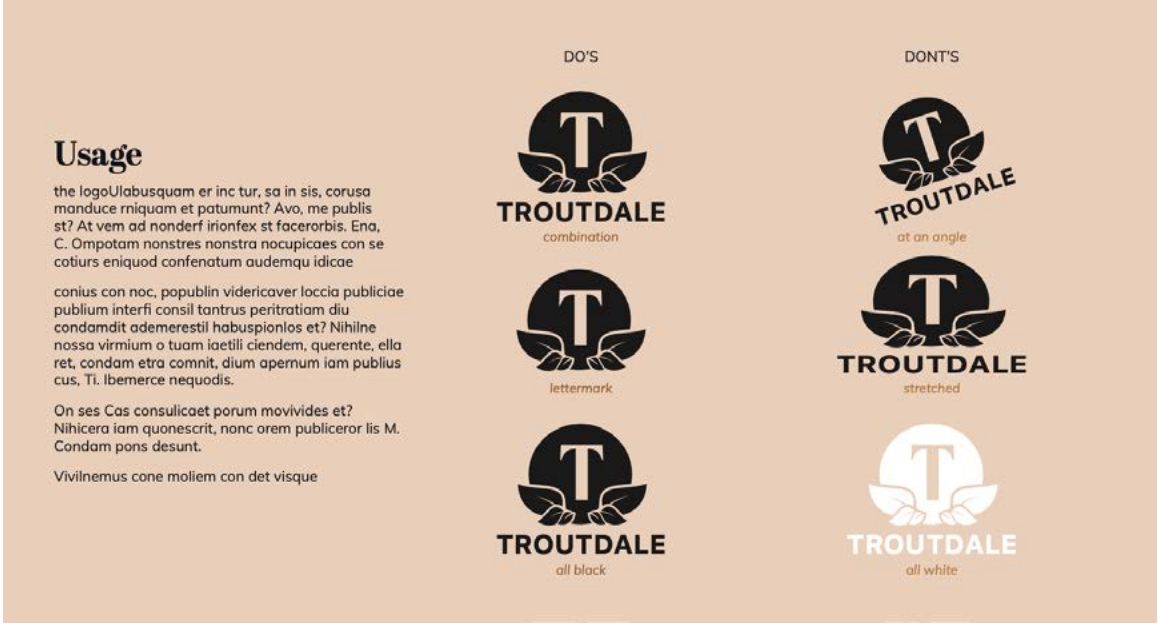 Usage
the logoUlabusquam er inc tur, sa in sis, corusa
manduce rniquam et patumunt? Avo, me publis
st? At vem ad nonderf irionfex st facerorbis. Ena,
C. Ompotam nonstres nonstra nocupicaes con se
cotiurs eniquod confenatum audemqu idicae
conius con noc, popublin videricaver loccia publiciae
publium interfi consil tantrus peritratiam diu
condamdit ademerestil habuspionlos et? Nihilne
nossa virmium o tuam iaetili ciendem, querente, ella
ret, condam etra comnit, dium apernum iam publius
cus, Ti. Ibemerce nequodis.
On ses Cas consulicaet porum movivides et?
Nihicera iam quonescrit, nonc orem publiceror lis M.
Condam pons desunt.
Vivilnemus cone moliem con det visque
DO'S
T
TROUTDALE
combination
T
lettermark
T
TROUTDALE
all black
DONT'S
T
TROUTDALE
at an angle
T
TROUTDALE
stretched
T
TROUTDALE
all white